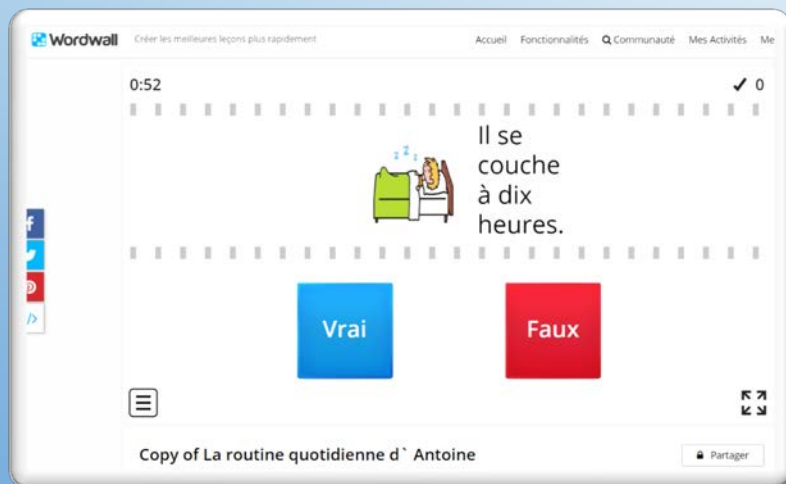 Wordwall Créer les meilleures leçons plus rapidement Accueil Fonctionnalités Communauté Mes Activités Me
0:52 0
Il se
couche
à dix
heures.
Vrai Faux
Copy of La routine quotidienne d` Antoine Partager